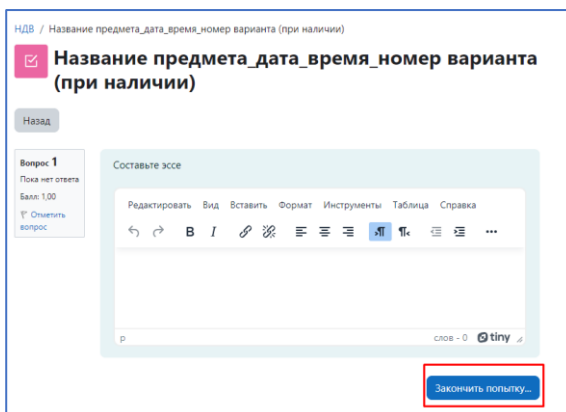 НДВ / Название предмета_дата_время_номер варианта (при наличии)
Название предмета_дата_время_номер варианта
(при наличии)
Назад
Вопрос 1
Пока нет ответа
Балл: 1,00
Отметить
вопрос
Составьте эссе
Редактировать Вид Вставить Формат Инструменты Таблица Справка
B I
p
слов - 0 tiny
Закончить попытку...